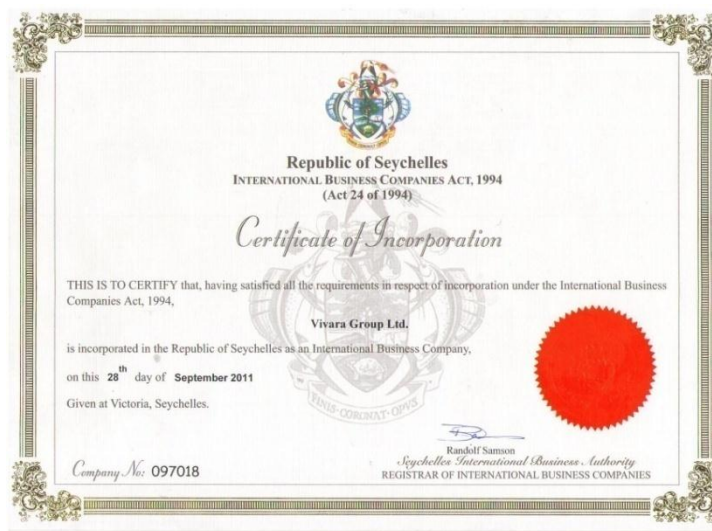 Republic of Seychelles
INTERNATIONAL BUSINESS COMPANIES ACT, 1994
(Act 24 of 1994)
Certificate of Incorporation
THIS IS TO CERTIFY that, having satisfied all the requirements in respect of incorporation under the International Business
Companies Act, 1994,
Vivara Group Ltd.
is incorporated in the Republic of Seychelles as an International Business Company,
on this 28th day of September 2011
Given at Victoria, Seychelles.
FINIS CORONAT OPUS
Randolf Samson
Seychelles International Business Authority
REGISTRAR OF INTERNATIONAL BUSINESS COMPANIES
Company No: 097018